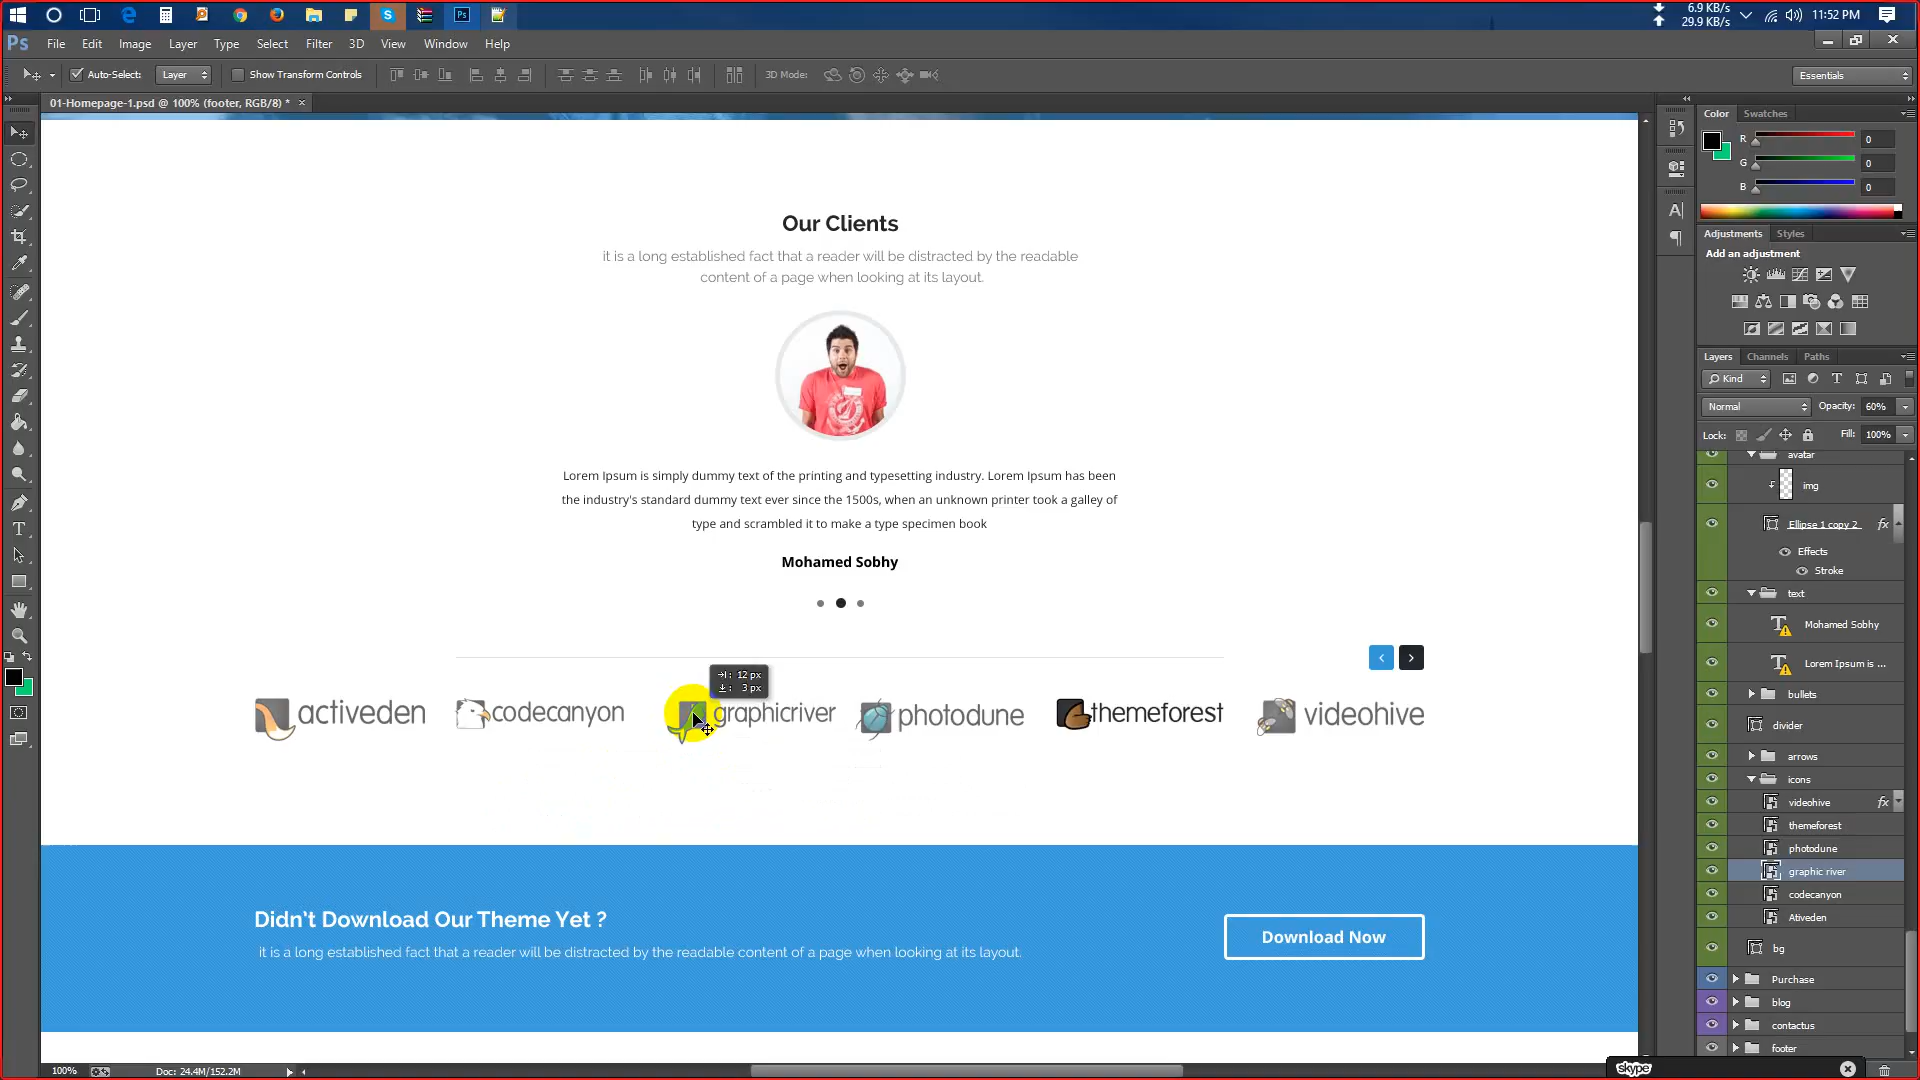 6.9 KB/s
29.9 KB/s
11:52 PM
Ps
File Edit Image Layer Type Select Filter 3D View Window Help
Auto-Select: Layer Show Transform Controls 3D Mode: Essentials
01-Homepage-1.psd @ 100% (footer, RGB/8) * ×
Color Swatches
R 0
G 0
B 0
Adjustments Styles
Add an adjustment
Layers Channels Paths
Kind
Normal Opacity: 60%
Lock: Fill: 100%
avatar
img
Ellipse 1 copy 2 fx
Effects
Stroke
text
Mohamed Sobhy
Lorem Ipsum is ...
bullets
divider
arrows
icons
videohive fx
themeforest
photodune
graphic river
codecanyon
Ativeden
bg
Purchase
blog
contactus
footer
Our Clients
it is a long established fact that a reader will be distracted by the readable
content of a page when looking at its layout.
Lorem Ipsum is simply dummy text of the printing and typesetting industry. Lorem Ipsum has been
the industry's standard dummy text ever since the 1500s, when an unknown printer took a galley of
type and scrambled it to make a type specimen book
Mohamed Sobhy
12 px
3 px
activeden codecanyon graphicriver photodune themeforest videohive
Didn't Download Our Theme Yet ?
it is a long established fact that a reader will be distracted by the readable content of a page when looking at its layout.
Download Now
100% Doc: 24.4M/152.2M
skype